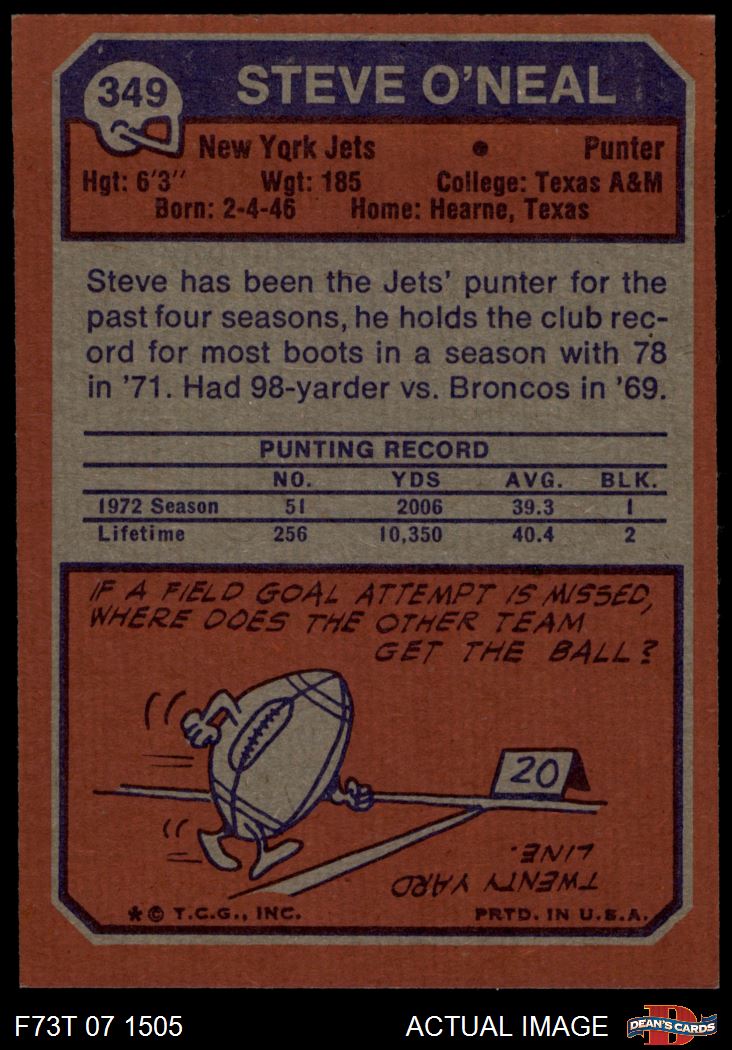 349
STEVE O'NEAL
New York Jets • Punter
Hgt: 6'3" Wgt: 185 College: Texas A&M
Born: 2-4-46 Home: Hearne, Texas
Steve has been the Jets' punter for the
past four seasons, he holds the club rec-
ord for most boots in a season with 78
in '71. Had 98-yarder vs. Broncos in '69.
PUNTING RECORD
NO. YDS AVG. BLK.
1972 Season 51 2006 39.3 1
Lifetime 256 10,350 40.4 2
IF A FIELD GOAL ATTEMPT IS MISSED,
WHERE DOES THE OTHER TEAM
GET THE BALL?
20
TWENTY YARD
LINE.
* © T.C.G., INC. PRTD. IN U.S.A.
F73T 07 1505 ACTUAL IMAGE
D
DEAN'S CARDS